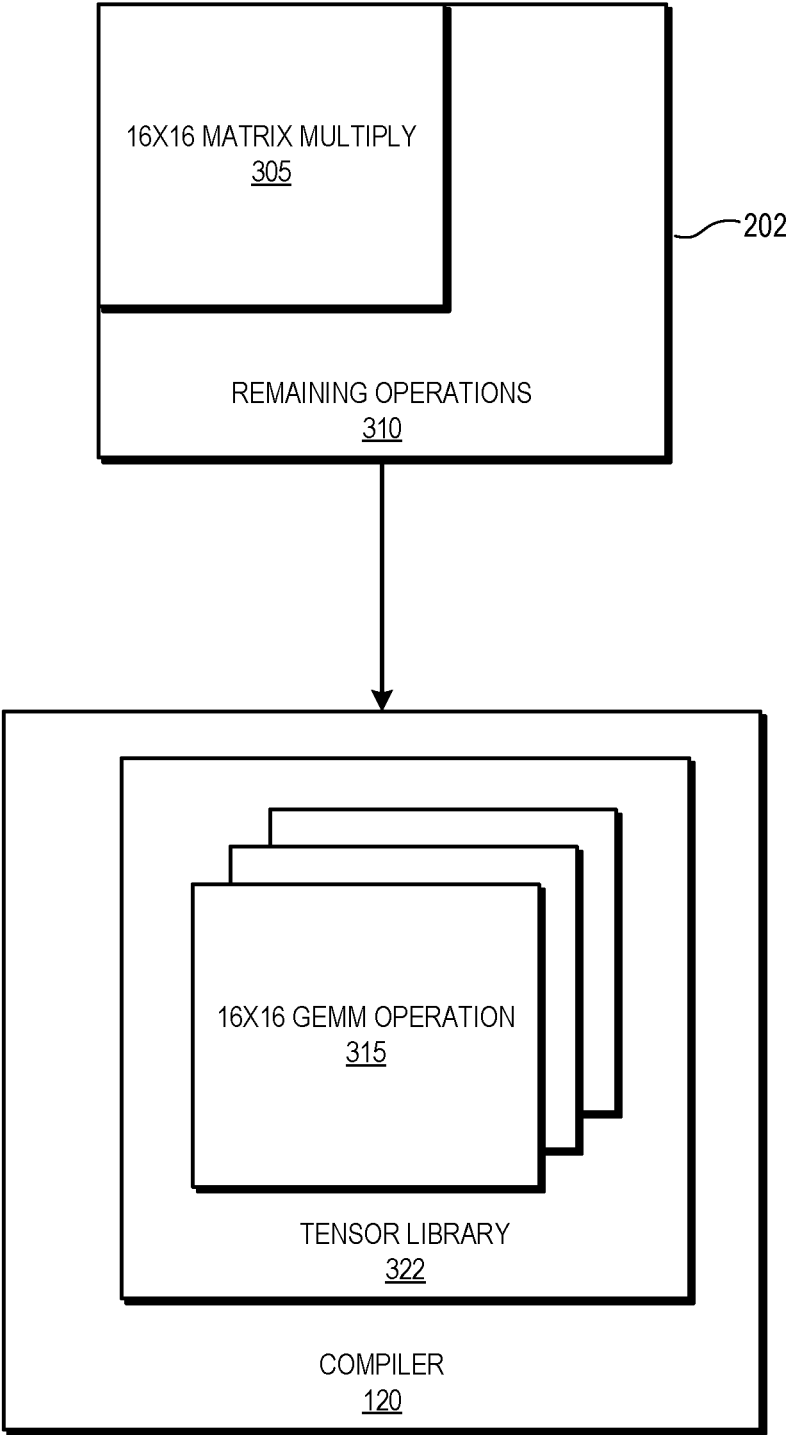 16X16 MATRIX MULTIPLY
305
202
REMAINING OPERATIONS
310
16X16 GEMM OPERATION
315
TENSOR LIBRARY
322
COMPILER
120